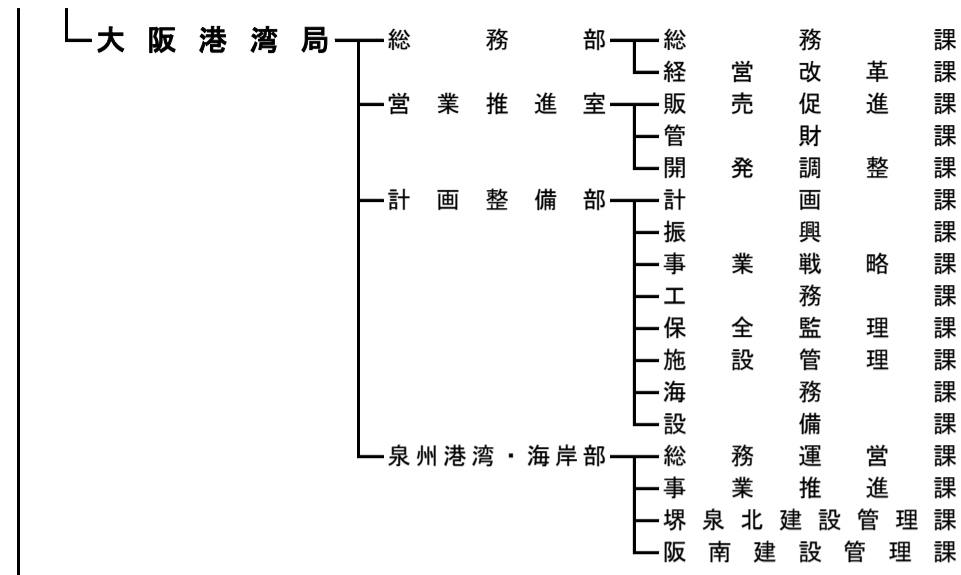 大阪港湾局 総務部 総務課
経営改革課
営業推進室 販売促進課
管財課
開発調整課
計画整備部 計画課
振興課
事業戦略課
工務課
保全監理課
施設管理課
海務課
設備課
泉州港湾・海岸部 総務運営課
事業推進課
堺泉北建設管理課
阪南建設管理課